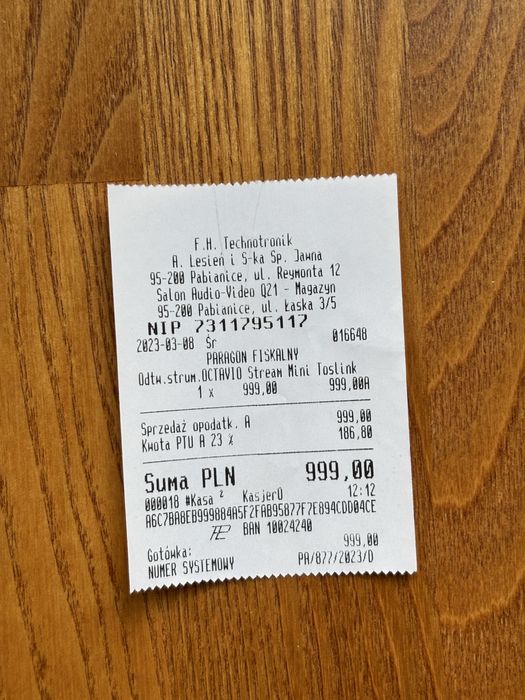 F.H. Technotronik
A. Lesień i S-ka Sp. Jawna
95-200 Pabianice, ul. Reymonta 12
Salon Audio-Video Q21 - Magazyn
95-200 Pabianice, ul. Łaska 3/5
NIP 7311795117
2023-03-08 Śr 016648
PARAGON FISKALNY
Odtw.strum.OCTAVIO Stream Mini Toslink
1 x 999,00 999,00A
Sprzedaż opodatk. A 999,00
Kwota PTU A 23 % 186,80
Suma PLN 999,00
000018 #Kasa 2 Kasjer0 12:12
A6C7BA8EB999884A5F2FAB95877F7E894CDD04CE
BAN 10024240
Gotówka: 999,00
NUMER SYSTEMOWY PA/877/2023/D